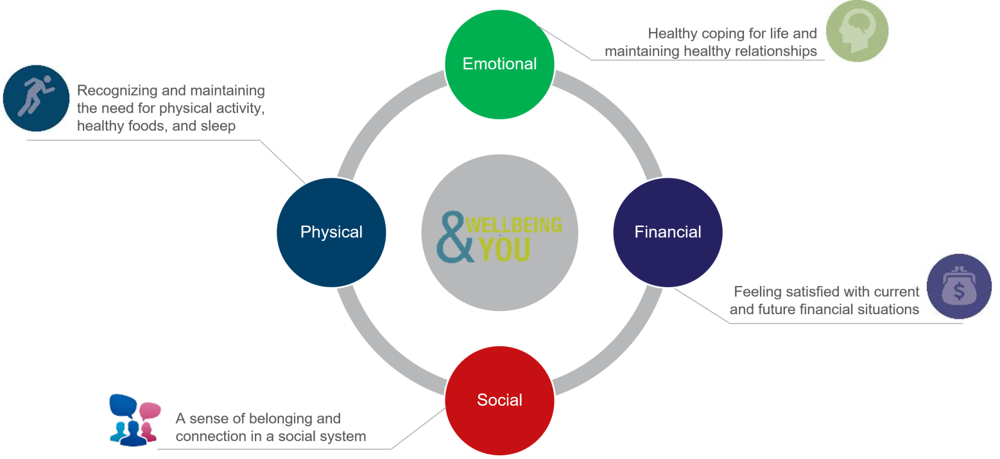 Healthy coping for life and
maintaining healthy relationships
Emotional
Recognizing and maintaining
the need for physical activity,
healthy foods, and sleep
Physical
& WELLBEING
YOU
Financial
$
Feeling satisfied with current
and future financial situations
Social
A sense of belonging and
connection in a social system